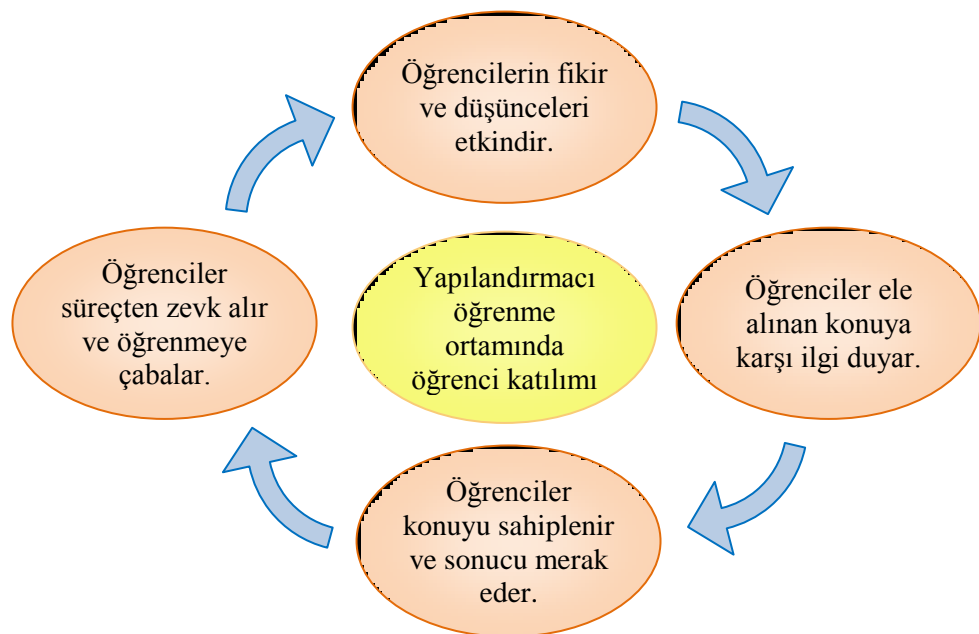 Öğrencilerin fikir
ve düşünceleri
etkindir.
Öğrenciler ele
alınan konuya
karşı ilgi duyar.
Öğrenciler
konuyu sahiplenir
ve sonucu merak
eder.
Öğrenciler
süreçten zevk alır
ve öğrenmeye
çabalar.
Yapılandırmacı
öğrenme
ortamında
öğrenci katılımı